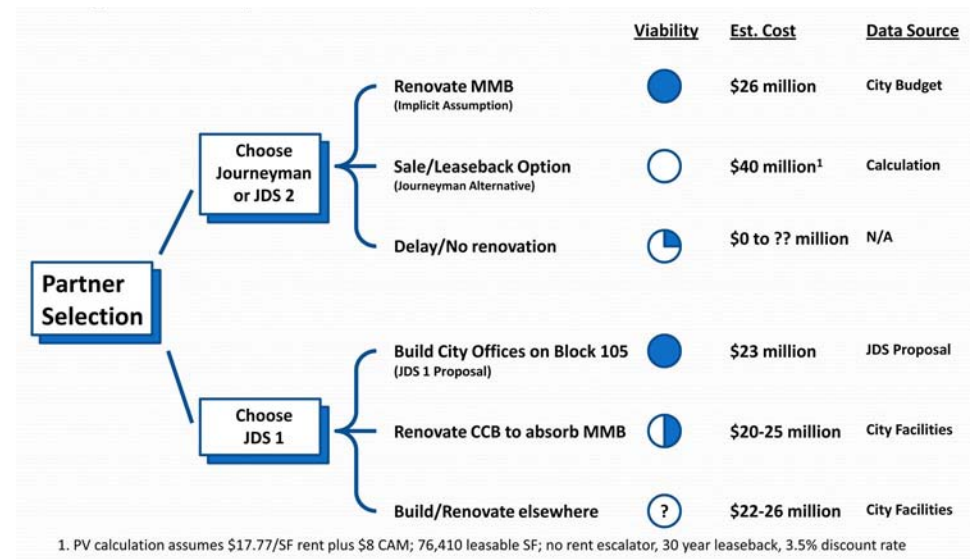 Viability Est. Cost Data Source
Renovate MMB $26 million City Budget
(Implicit Assumption)
Choose
Journeyman
or JDS 2
Sale/Leaseback Option $40 million¹ Calculation
(Journeyman Alternative)
Delay/No renovation $0 to ?? million N/A
Partner
Selection
Build City Offices on Block 105 $23 million JDS Proposal
(JDS 1 Proposal)
Choose
JDS 1
Renovate CCB to absorb MMB $20-25 million City Facilities
Build/Renovate elsewhere ? $22-26 million City Facilities
1. PV calculation assumes $17.77/SF rent plus $8 CAM; 76,410 leasable SF; no rent escalator, 30 year leaseback, 3.5% discount rate